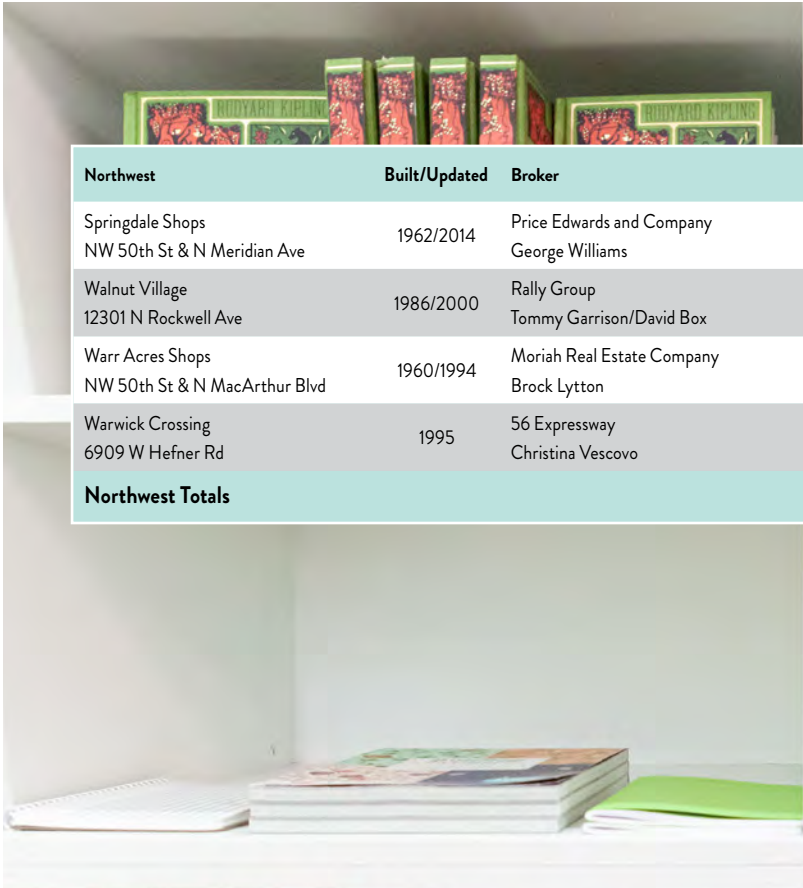 RUDYARD KIPLING
RUDYARD KIPLING
Northwest Built/Updated Broker
Springdale Shops
NW 50th St & N Meridian Ave
1962/2014
Price Edwards and Company
George Williams
Walnut Village
12301 N Rockwell Ave
1986/2000
Rally Group
Tommy Garrison/David Box
Warr Acres Shops
NW 50th St & N MacArthur Blvd
1960/1994
Moriah Real Estate Company
Brock Lytton
Warwick Crossing
6909 W Hefner Rd
1995
56 Expressway
Christina Vescovo
Northwest Totals